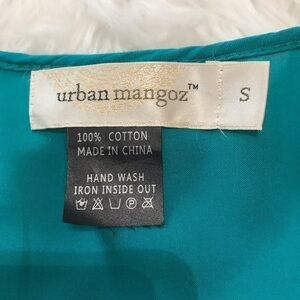 urban mangoz™ S
100% COTTON
MADE IN CHINA
HAND WASH
IRON INSIDE OUT